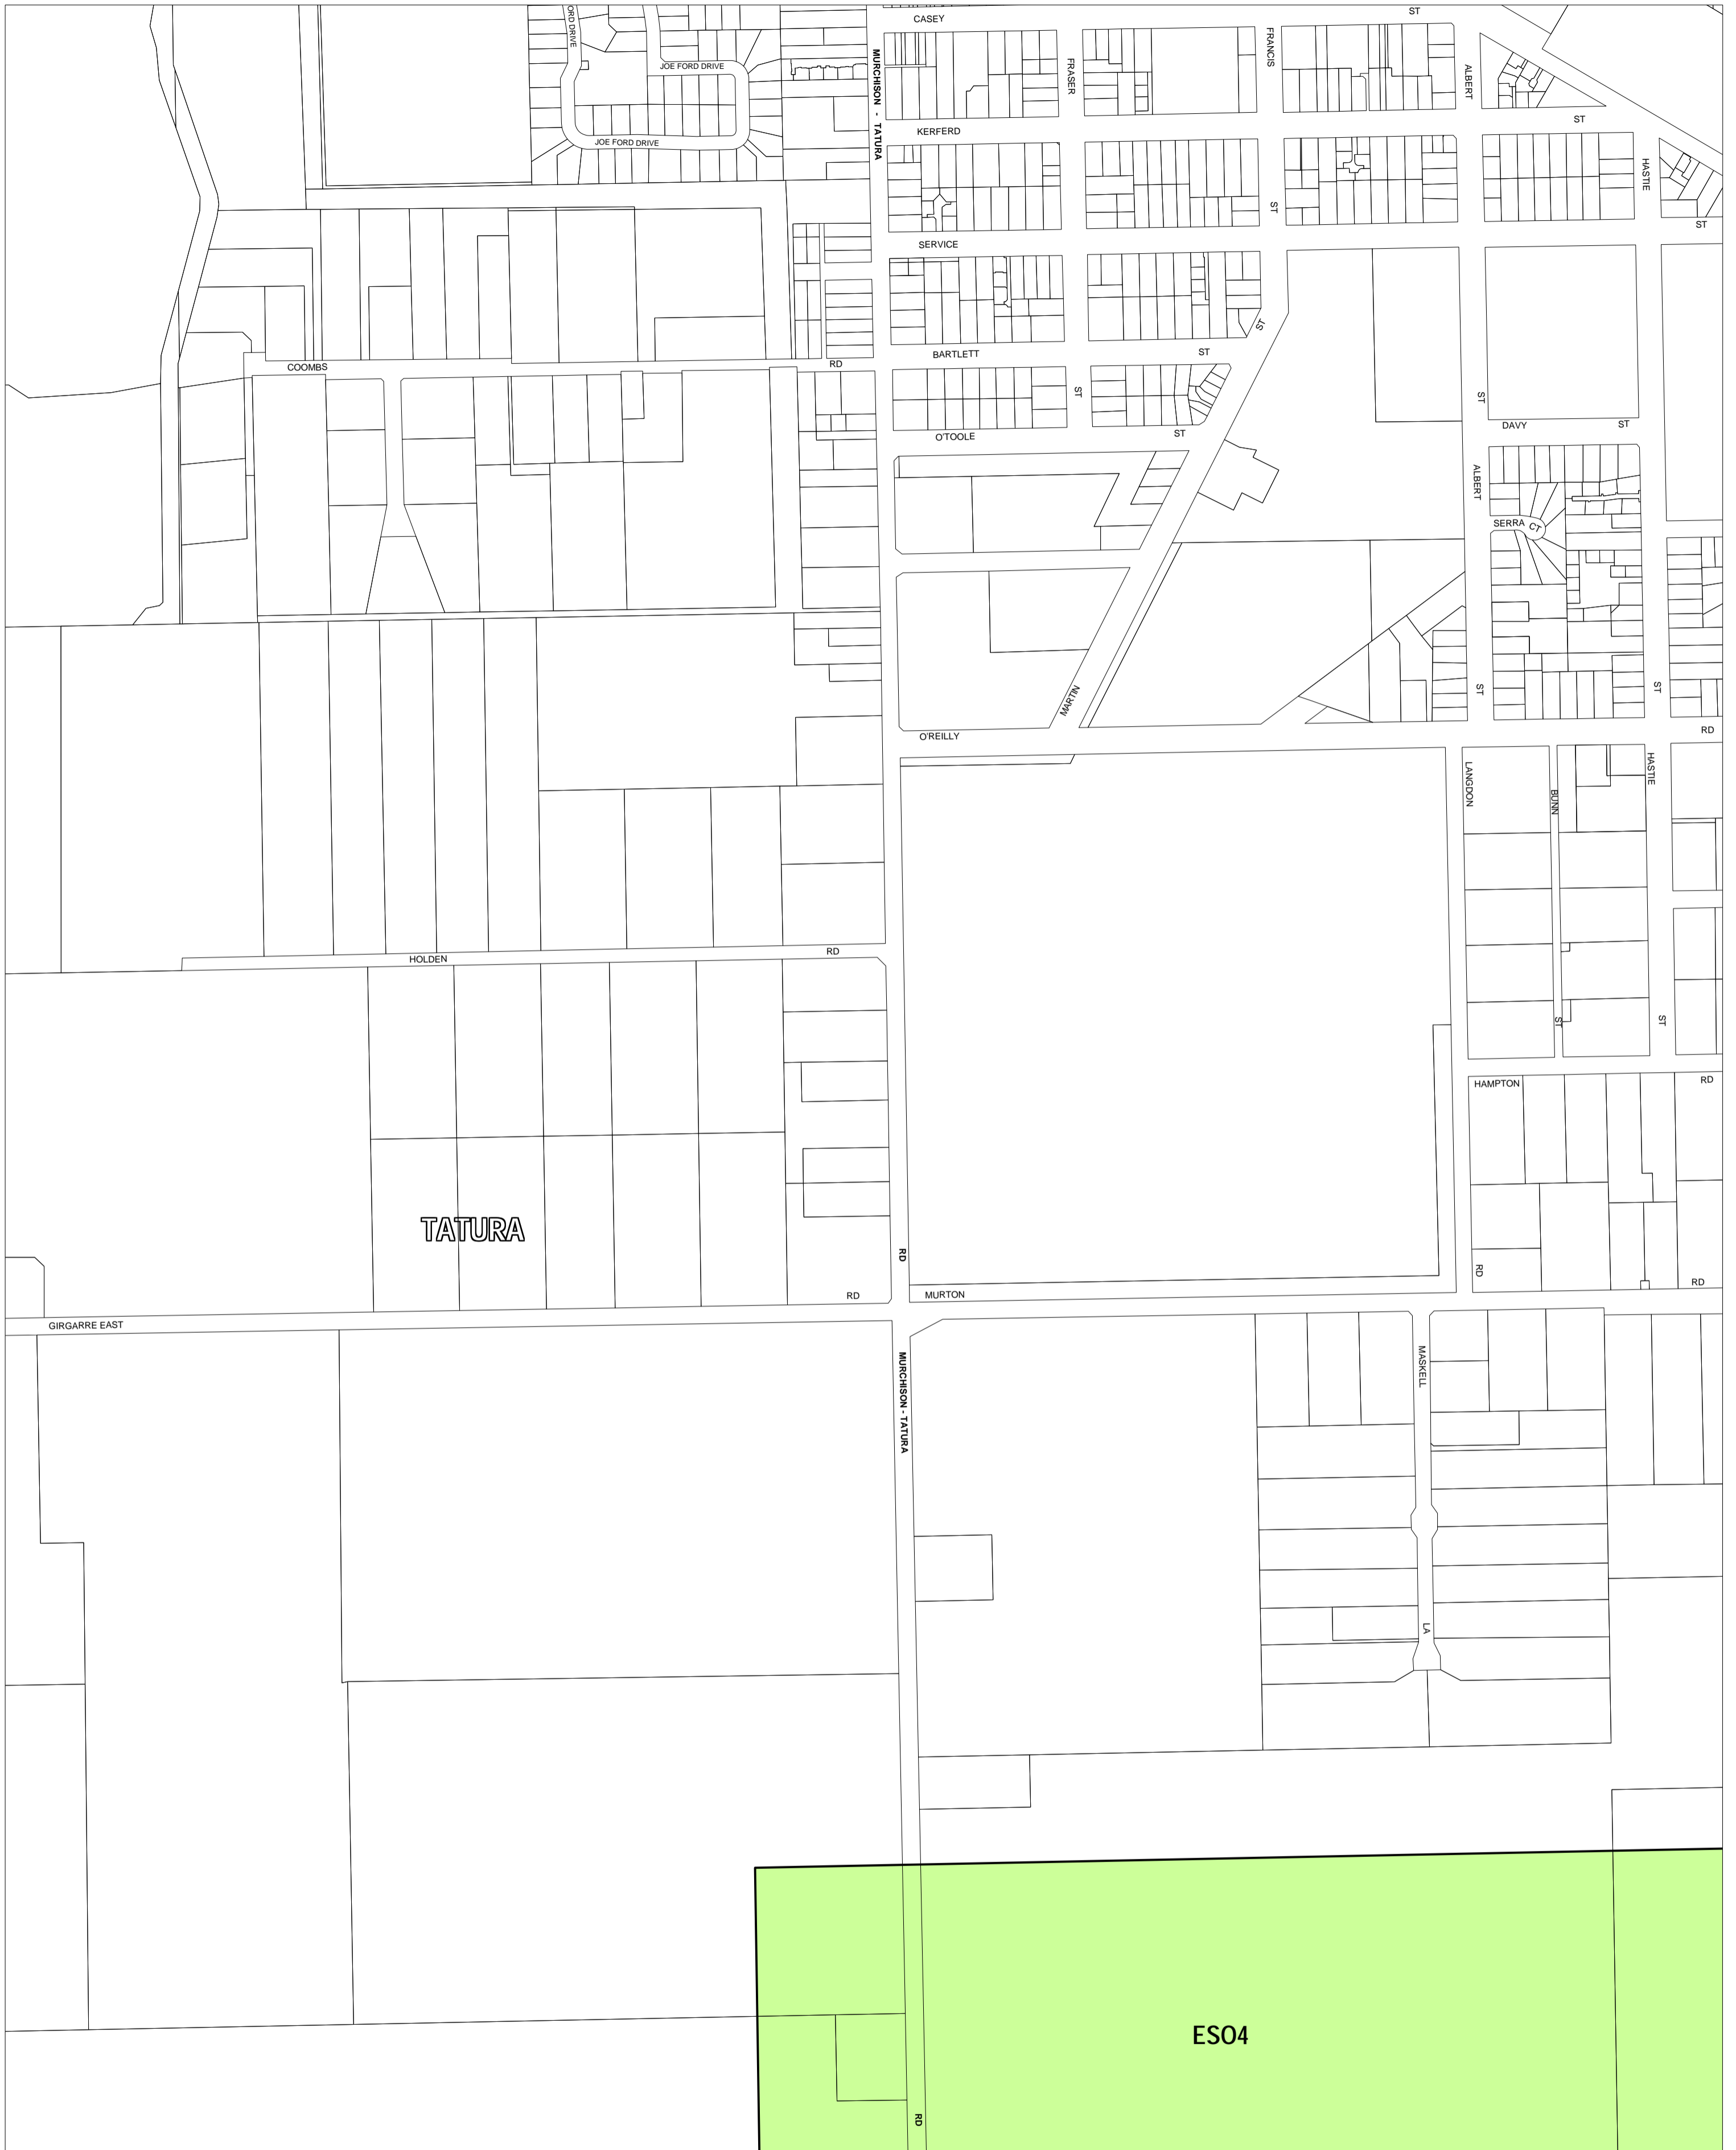 CASEY
ST
ORD DRIVE
JOE FORD DRIVE
MURCHISON - TATURA
FRASER
FRANCIS
ALBERT
KERFERD
ST
JOE FORD DRIVE
HASTIE
ST
ST
SERVICE
ST
BARTLETT
ST
COOMBS
RD
ST
ST
O'TOOLE
ST
DAVY
ST
ALBERT
SERRA CT
MARTIN
ST
ST
O'REILLY
RD
LANGDON
BUNN
HASTIE
HOLDEN
RD
ST
ST
HAMPTON
RD
TATURA
RD
RD
RD
RD
MURTON
GIRGARRE EAST
MURCHISON - TATURA
MASKELL
LA
ESO4
RD